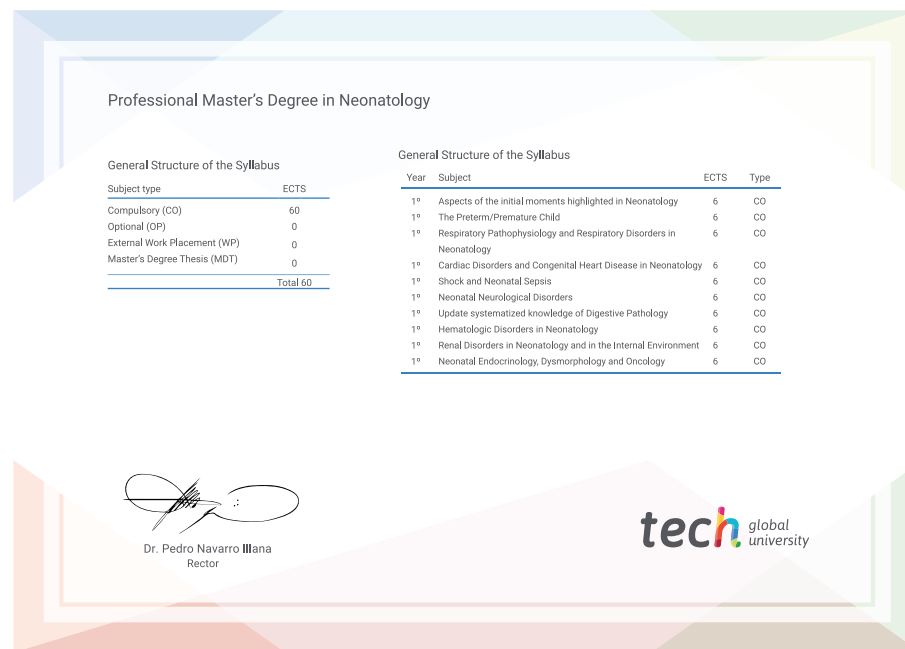 Professional Master's Degree in Neonatology
General Structure of the Syllabus
Subject type ECTS
Compulsory (CO) 60
Optional (OP) 0
External Work Placement (WP) 0
Master's Degree Thesis (MDT) 0
Total 60
General Structure of the Syllabus
Year Subject ECTS Type
1º Aspects of the initial moments highlighted in Neonatology 6 CO
1º The Preterm/Premature Child 6 CO
1º Respiratory Pathophysiology and Respiratory Disorders in 6 CO
Neonatology
1º Cardiac Disorders and Congenital Heart Disease in Neonatology 6 CO
1º Shock and Neonatal Sepsis 6 CO
1º Neonatal Neurological Disorders 6 CO
1º Update systematized knowledge of Digestive Pathology 6 CO
1º Hematologic Disorders in Neonatology 6 CO
1º Renal Disorders in Neonatology and in the Internal Environment 6 CO
1º Neonatal Endocrinology, Dysmorphology and Oncology 6 CO
Dr. Pedro Navarro Illana
Rector
tech global
university